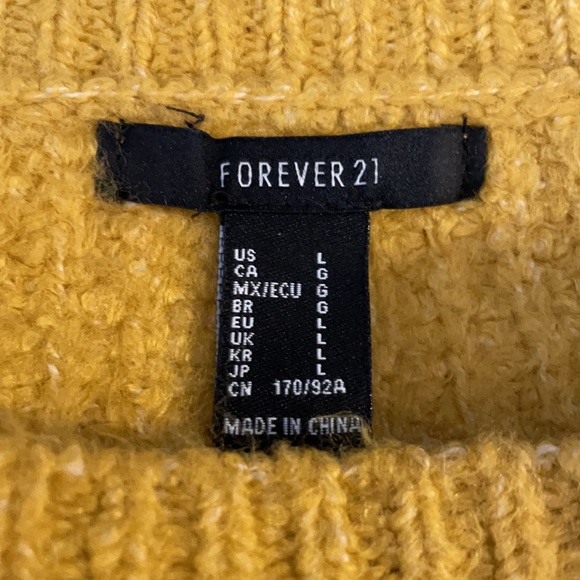 FOREVER 21
US L
CA G
MX/ECU G
BR G
EU L
UK L
KR L
JP L
CN 170/92A
MADE IN CHINA